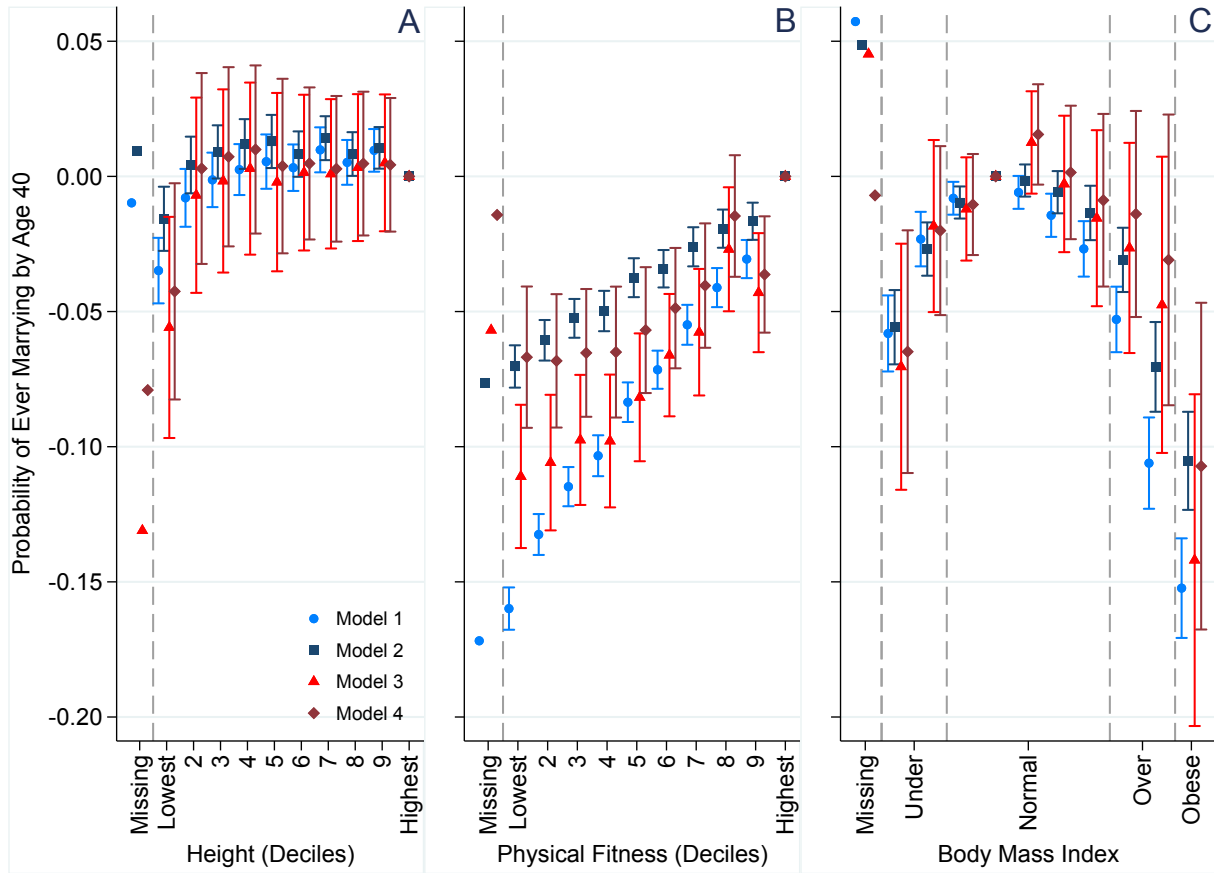 A
B
C
Probability of Ever Marrying by Age 40
0.05
0.00
-0.05
-0.10
-0.15
-0.20
Model 1
Model 2
Model 3
Model 4
Missing
Lowest
2
3
4
5
6
7
8
9
Highest
Height (Deciles)
Missing
Lowest
2
3
4
5
6
7
8
9
Highest
Physical Fitness (Deciles)
Missing
Under
Normal
Over
Obese
Body Mass Index